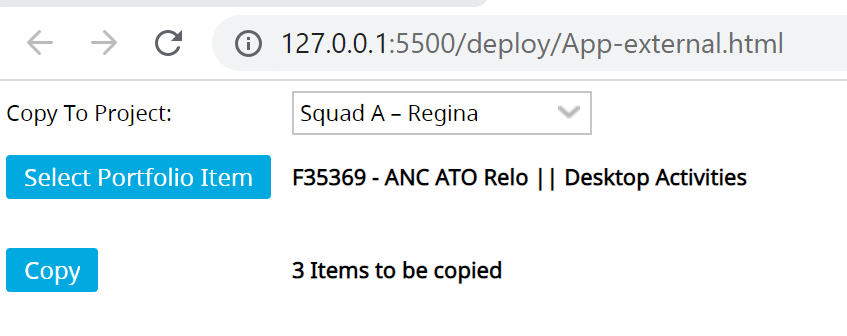 127.0.0.1:5500/deploy/App-external.html
Copy To Project: Squad A – Regina
Select Portfolio Item F35369 - ANC ATO Relo || Desktop Activities
Copy 3 Items to be copied